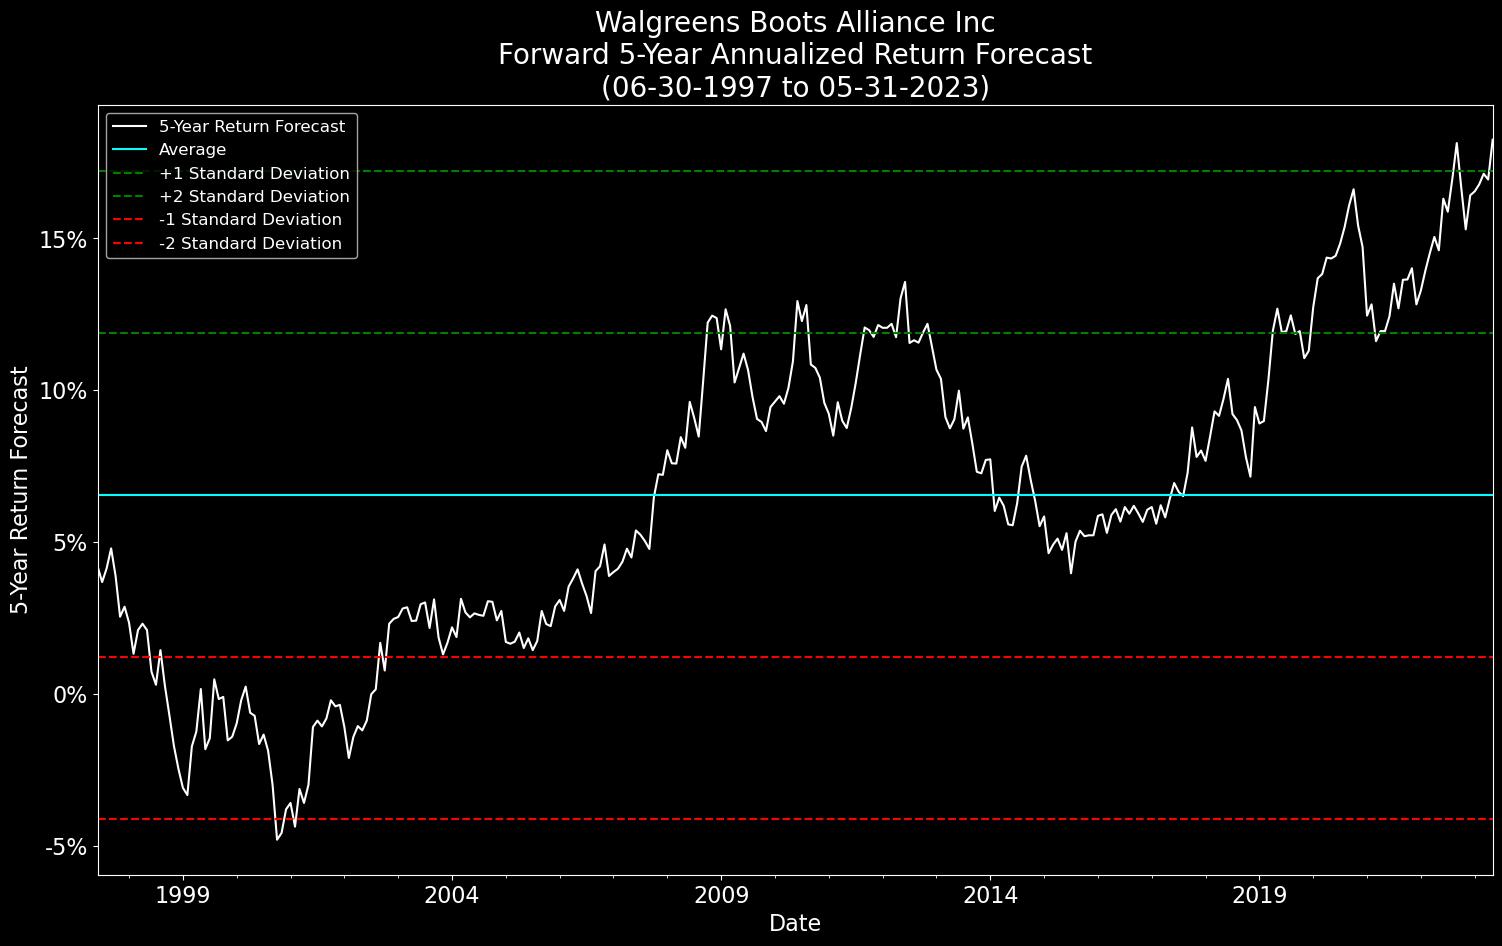 Walgreens Boots Alliance Inc
Forward 5-Year Annualized Return Forecast
(06-30-1997 to 05-31-2023)
5-Year Return Forecast
Average
+1 Standard Deviation
+2 Standard Deviation
-1 Standard Deviation
-2 Standard Deviation
15%
10%
5%
0%
-5%
5-Year Return Forecast
1999 2004 2009 2014 2019
Date